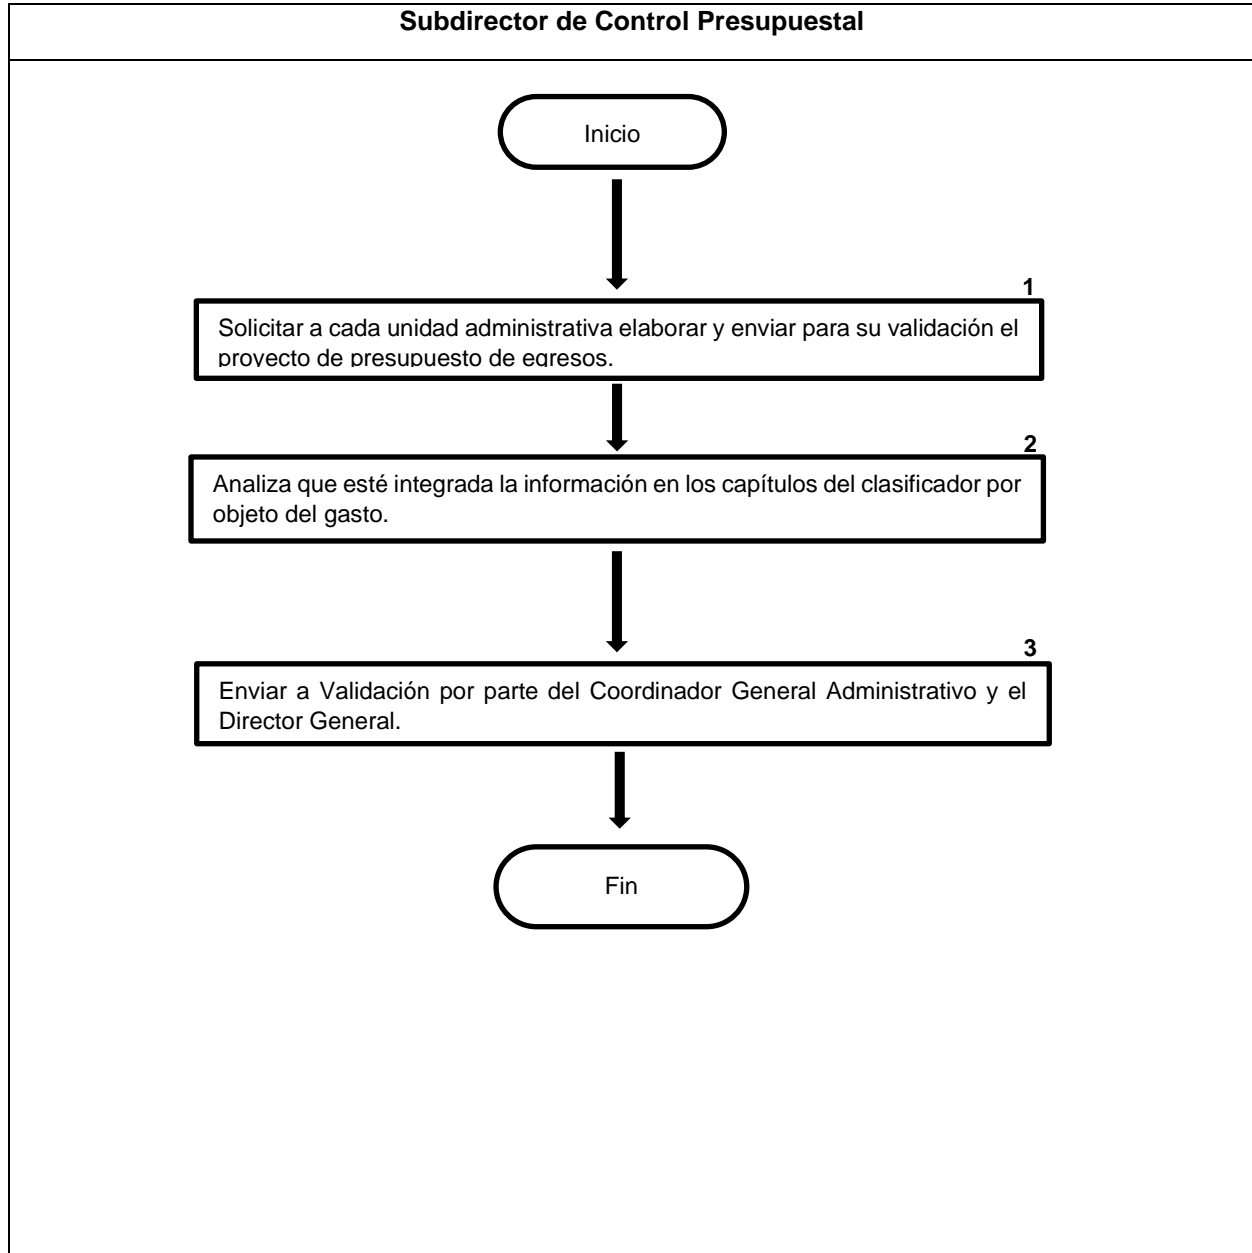 Subdirector de Control Presupuestal
Inicio
1
Solicitar a cada unidad administrativa elaborar y enviar para su validación el
proyecto de presupuesto de egresos.
2
Analiza que esté integrada la información en los capítulos del clasificador por
objeto del gasto.
3
Enviar a Validación por parte del Coordinador General Administrativo y el
Director General.
Fin